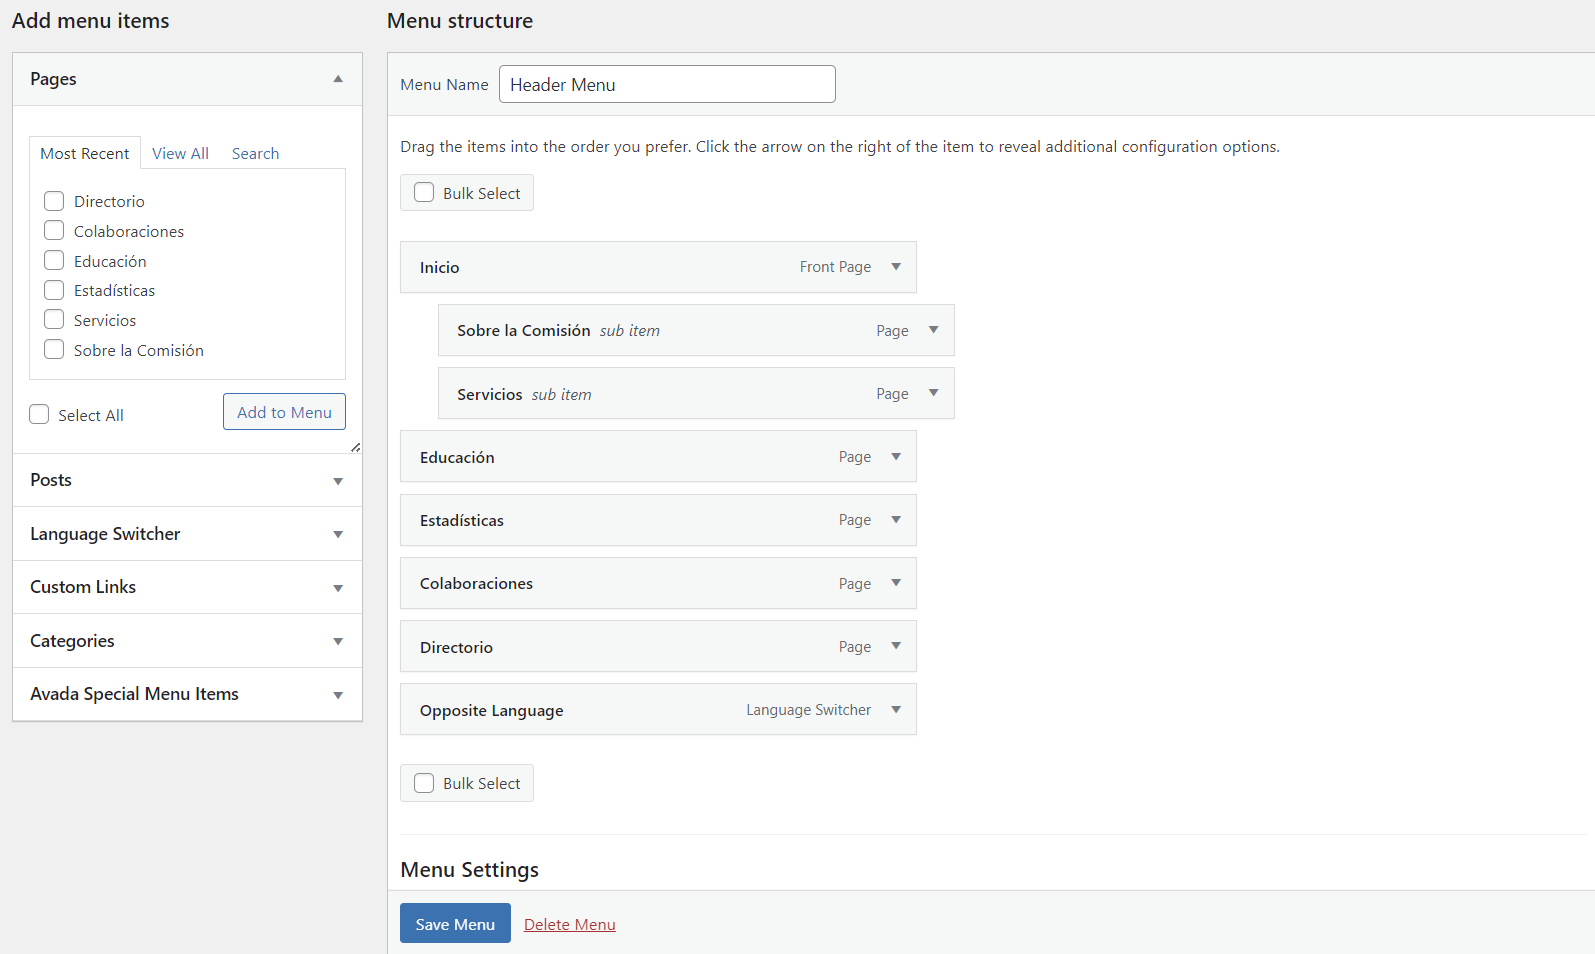 Add menu items
Pages
Most Recent View All Search
Directorio
Colaboraciones
Educación
Estadísticas
Servicios
Sobre la Comisión
Select All Add to Menu
Posts
Language Switcher
Custom Links
Categories
Avada Special Menu Items
Menu structure
Menu Name Header Menu
Drag the items into the order you prefer. Click the arrow on the right of the item to reveal additional configuration options.
Bulk Select
Inicio Front Page
Sobre la Comisión sub item Page
Servicios sub item Page
Educación Page
Estadísticas Page
Colaboraciones Page
Directorio Page
Opposite Language Language Switcher
Bulk Select
Menu Settings
Save Menu Delete Menu